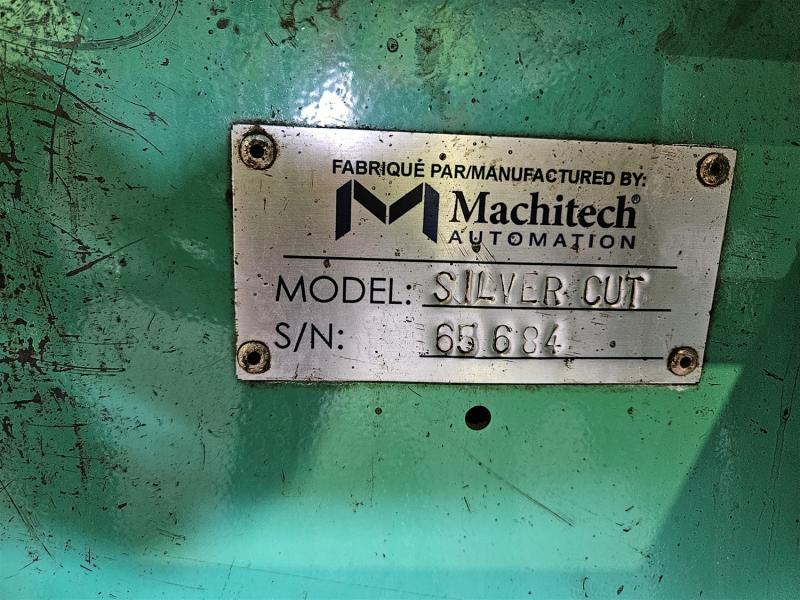 FABRIQUÉ PAR/MANUFACTURED BY:
Machitech®
AUTOMATION
MODEL: SILVER CUT
S/N: 65684